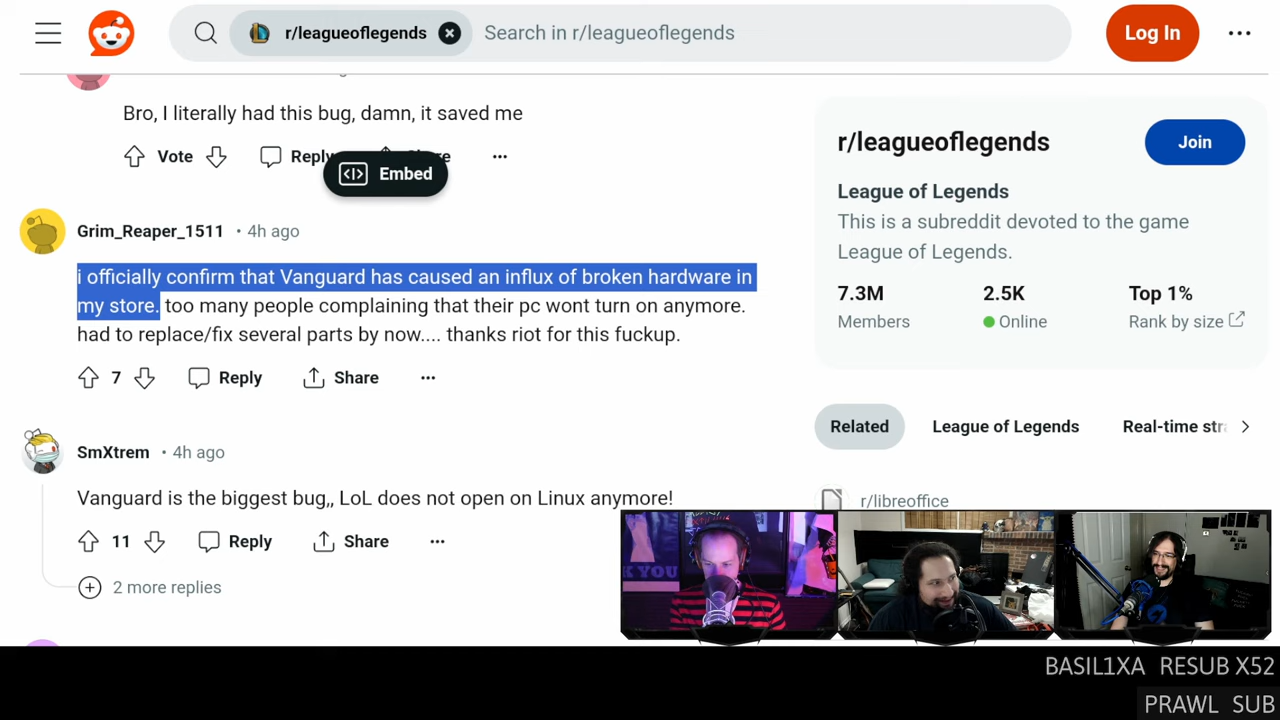 r/leagueoflegends
Search in r/leagueoflegends
Log In
Bro, I literally had this bug, damn, it saved me
Vote
Reply
Embed
Grim_Reaper_1511 • 4h ago
i officially confirm that Vanguard has caused an influx of broken hardware in
my store. too many people complaining that their pc wont turn on anymore.
had to replace/fix several parts by now.... thanks riot for this fuckup.
7
Reply
Share
SmXtrem • 4h ago
Vanguard is the biggest bug,, LoL does not open on Linux anymore!
11
Reply
Share
2 more replies
r/leagueoflegends
Join
League of Legends
This is a subreddit devoted to the game
League of Legends.
7.3M
2.5K
Top 1%
Members
Online
Rank by size
Related
League of Legends
Real-time
r/libreoffice
BASIL1XA RESUB X52
PRAWL SUB